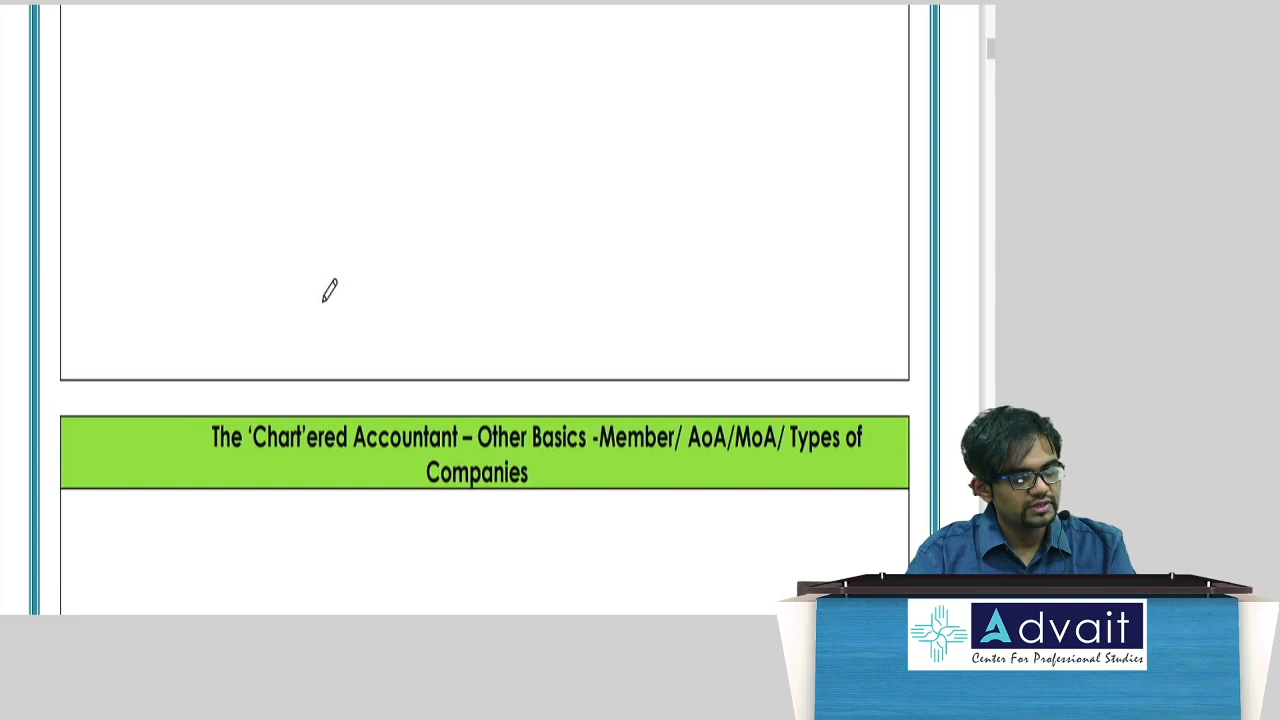 The ‘Chart’ered Accountant – Other Basics -Member/ AoA/MoA/ Types of
Companies
Advait
Center For Professional Studies